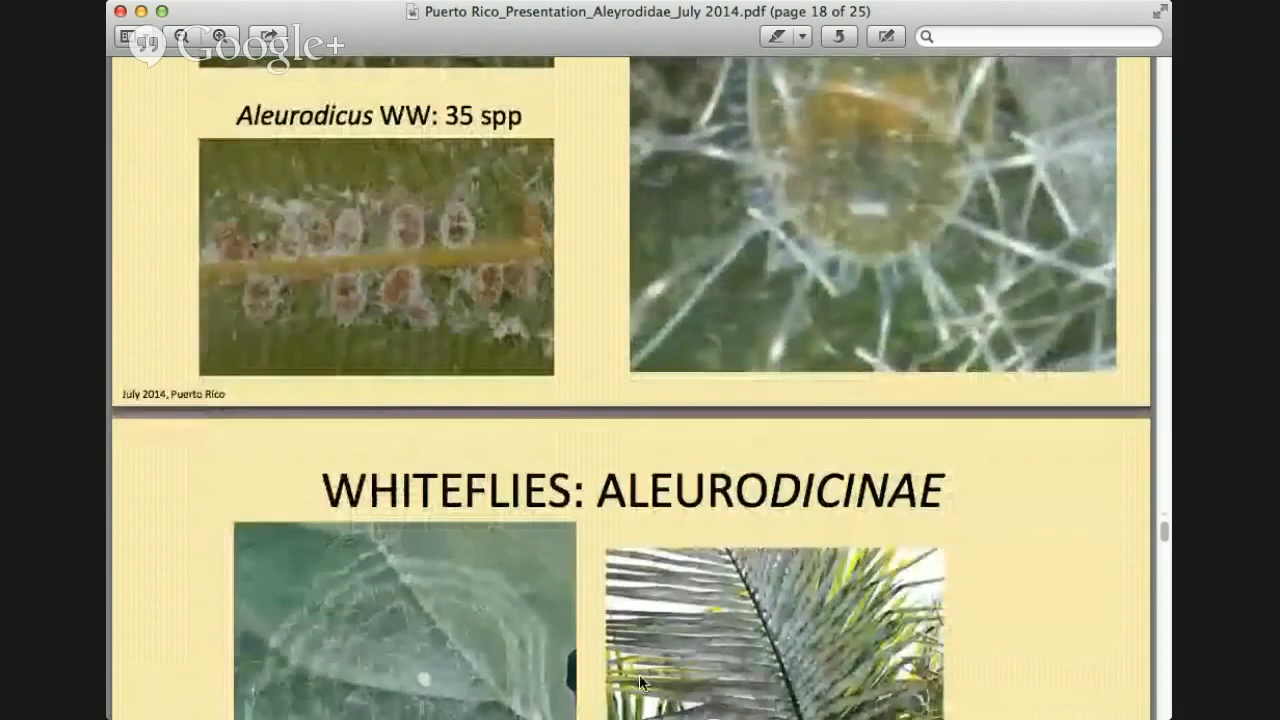 Puerto Rico_Presentation_Aleyrodidae_July 2014.pdf (page 18 of 25)
Google+
Aleurodicus WW: 35 spp
July 2014, Puerto Rico
WHITEFLIES: ALEURODICINAE